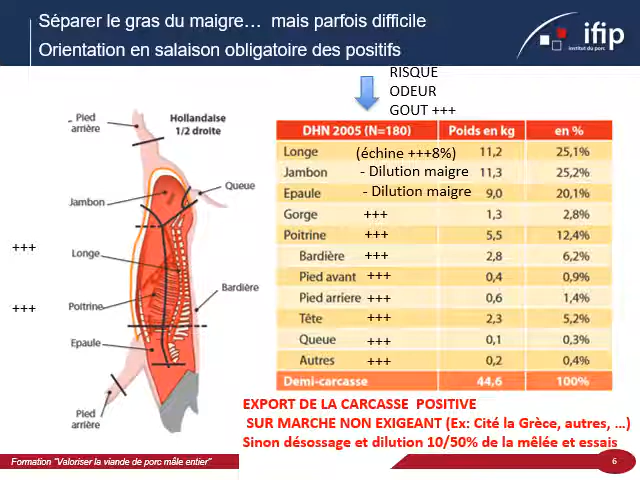 Séparer le gras du maigre… mais parfois difficile
Orientation en salaison obligatoire des positifs
ifip
institut du porc
RISQUE
ODEUR
GOUT +++
Pied
arrière
Hollandaise
1/2 droite
Queue
Jambon
Longe
Bardière
Poitrine
Epaule
Pied
arrière
+++
+++
DHN 2005 (N=180) Poids en kg en %
Longe (échine +++8%) 11,2 25,1%
Jambon - Dilution maigre 11,3 25,2%
Epaule - Dilution maigre 9,0 20,1%
Gorge +++ 1,3 2,8%
Poitrine +++ 5,5 12,4%
Bardière +++ 2,8 6,2%
Pied avant +++ 0,4 0,9%
Pied arriere +++ 0,6 1,4%
Tête +++ 2,3 5,2%
Queue +++ 0,1 0,3%
Autres +++ 0,2 0,4%
Demi-carcasse 44,6 100%
EXPORT DE LA CARCASSE POSITIVE
SUR MARCHE NON EXIGEANT (Ex: Cité la Grèce, autres, …)
Sinon désossage et dilution 10/50% de la mêlée et essais
Formation "Valoriser la viande de porc mâle entier"
6